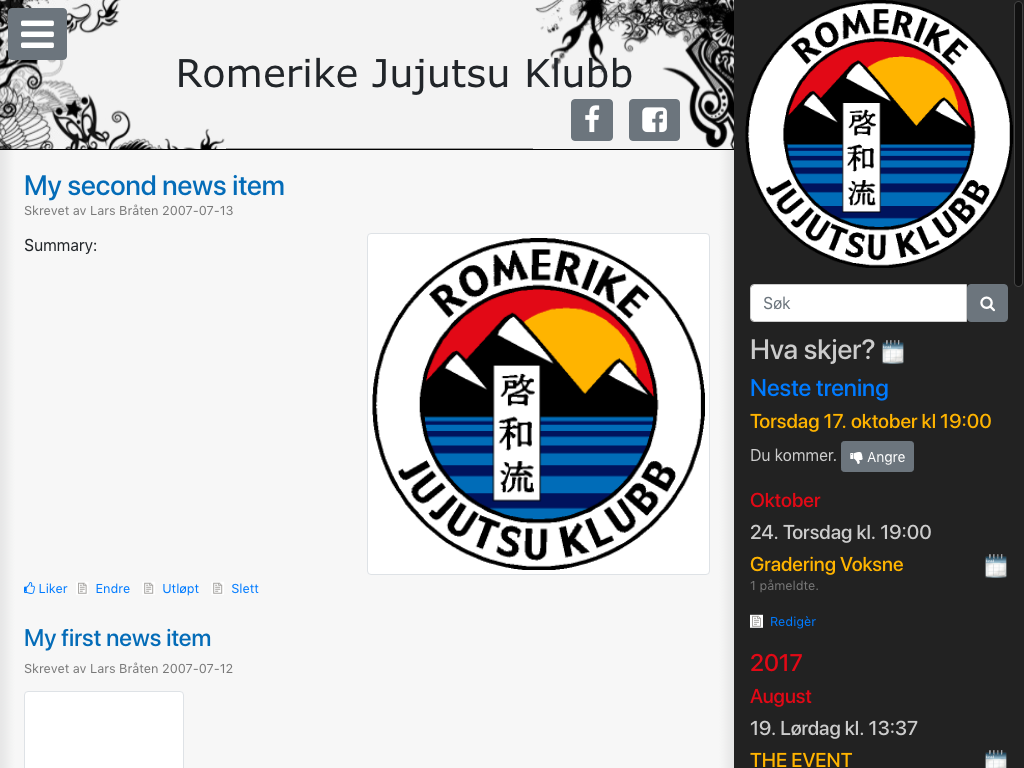 Romerike Jujutsu Klubb
My second news item
Skrevet av Lars Bråten 2007-07-13
Summary:
ROMERIKE
啓和流
JUJUTSU KLUBB
Liker Endre Utløpt Slett
My first news item
Skrevet av Lars Bråten 2007-07-12
ROMERIKE
啓和流
JUJUTSU KLUBB
Søk
Hva skjer?
Neste trening
Torsdag 17. oktober kl 19:00
Du kommer. Angre
Oktober
24. Torsdag kl. 19:00
Gradering Voksne
1 påmeldte.
Redigèr
2017
August
19. Lørdag kl. 13:37
THE EVENT